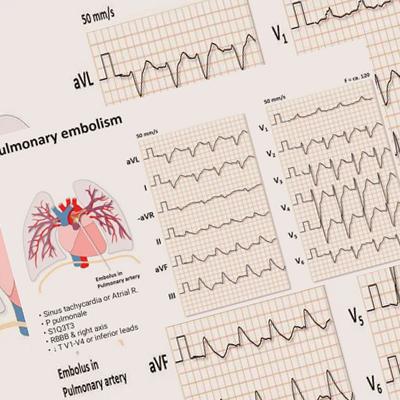 50 mm/s
aVL
V1
ulmonary embolism
50 mm/s
aVL
I
-aVR
II
aVF
III
50 mm/s
F = ca. 120
V1
V2
V3
V4
V5
V6
Embolus in
Pulmonary artery
• Sinus tachycardia or Atrial R.
• P pulmonale
• S1Q3T3
• RBBB & right axis
• ↓ T V1-V4 or inferior leads
Embolus in
Pulmonary artery
aVF
V5
V6